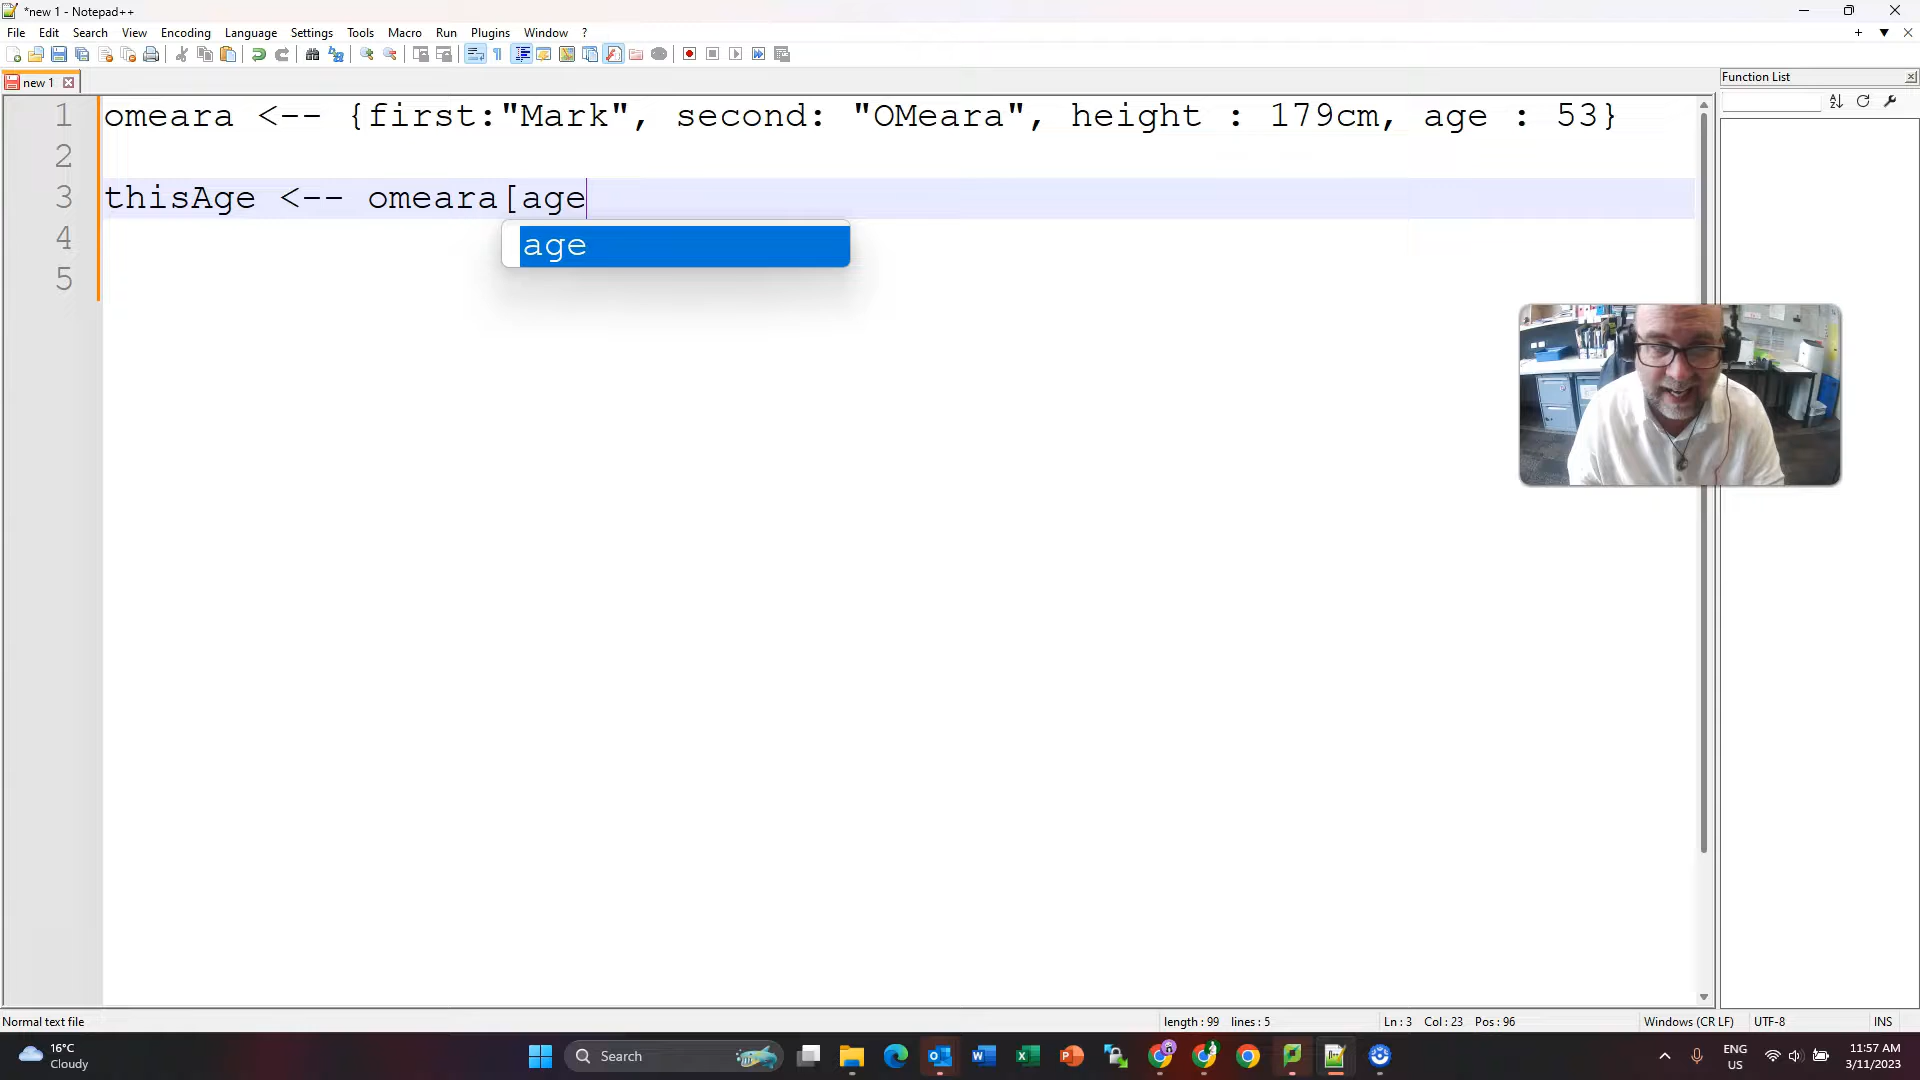 *new 1 - Notepad++
File Edit Search View Encoding Language Settings Tools Macro Run Plugins Window ?
new 1
Function List
1 omeara <-- {first:"Mark", second: "OMeara", height : 179cm, age : 53}
2
3 thisAge <-- omeara[age
age
4
5
Normal text file length : 99 lines : 5 Ln : 3 Col : 23 Pos : 96 Windows (CR LF) UTF-8 INS
16°C
Cloudy
Search
ENG
US
11:57 AM
3/11/2023